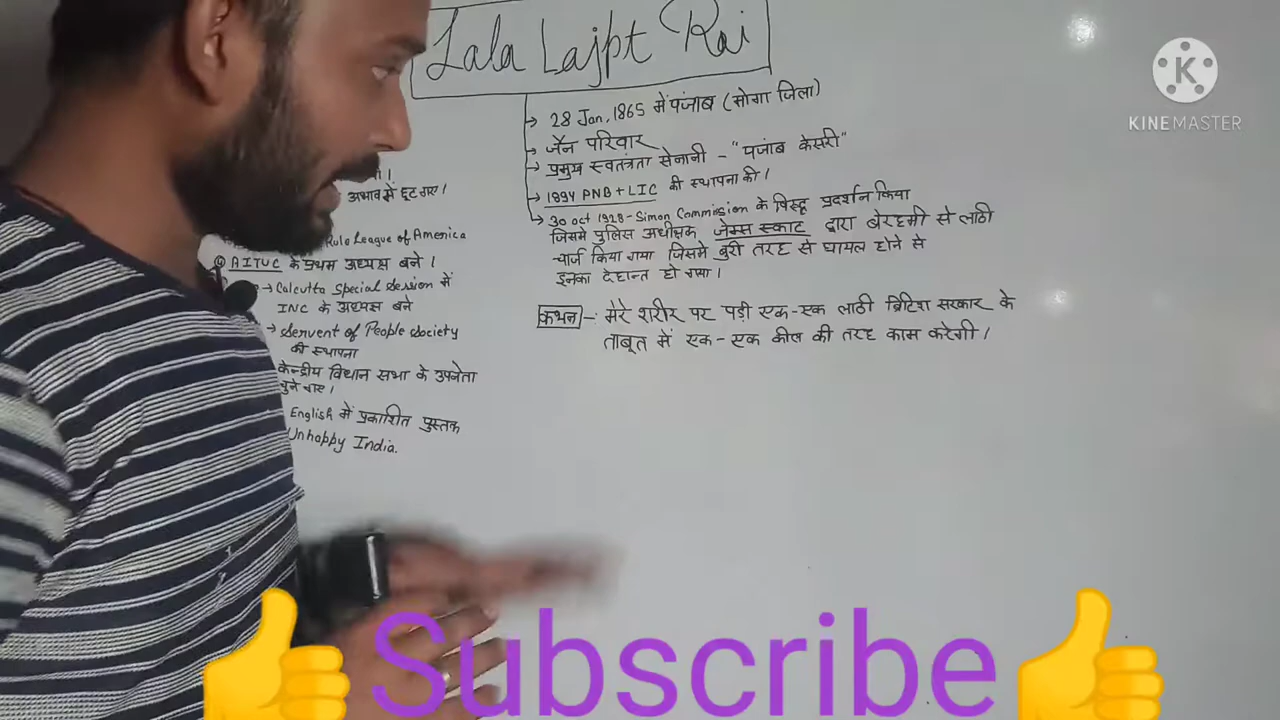 Lala Lajpt Rai
28 Jan, 1865 में पंजाब (मोगा जिला)
जैन परिवार
प्रमुख स्वतंत्रता सेनानी - "पंजाब केसरी"
1894 PNB + LIC की स्थापना की।
30 oct 1928 - Simon Commission के विरुद्ध प्रदर्शन किया
जिसमे पुलिस अधीक्षक जेम्स स्काट द्वारा बेरहमी से लाठी
चार्ज किया गया जिसमे बुरी तरह से घायल होने से
इनका देहान्त हो गया।
कथन - मेरे शरीर पर पड़ी एक-एक लाठी ब्रिटिश सरकार के
ताबूत में एक-एक कील की तरह काम करेगी।
अभाव में छूट गए।
Rule League of America
⑥ AITUC के प्रथम अध्यक्ष बने।
Calcutta Special Session में
INC के अध्यक्ष बने
Servent of People Society
की स्थापना
केन्द्रीय विधान सभा के उपनेता
चुने गए।
English में प्रकाशित पुस्तक
Unhappy India.
KINEMASTER
Subscribe